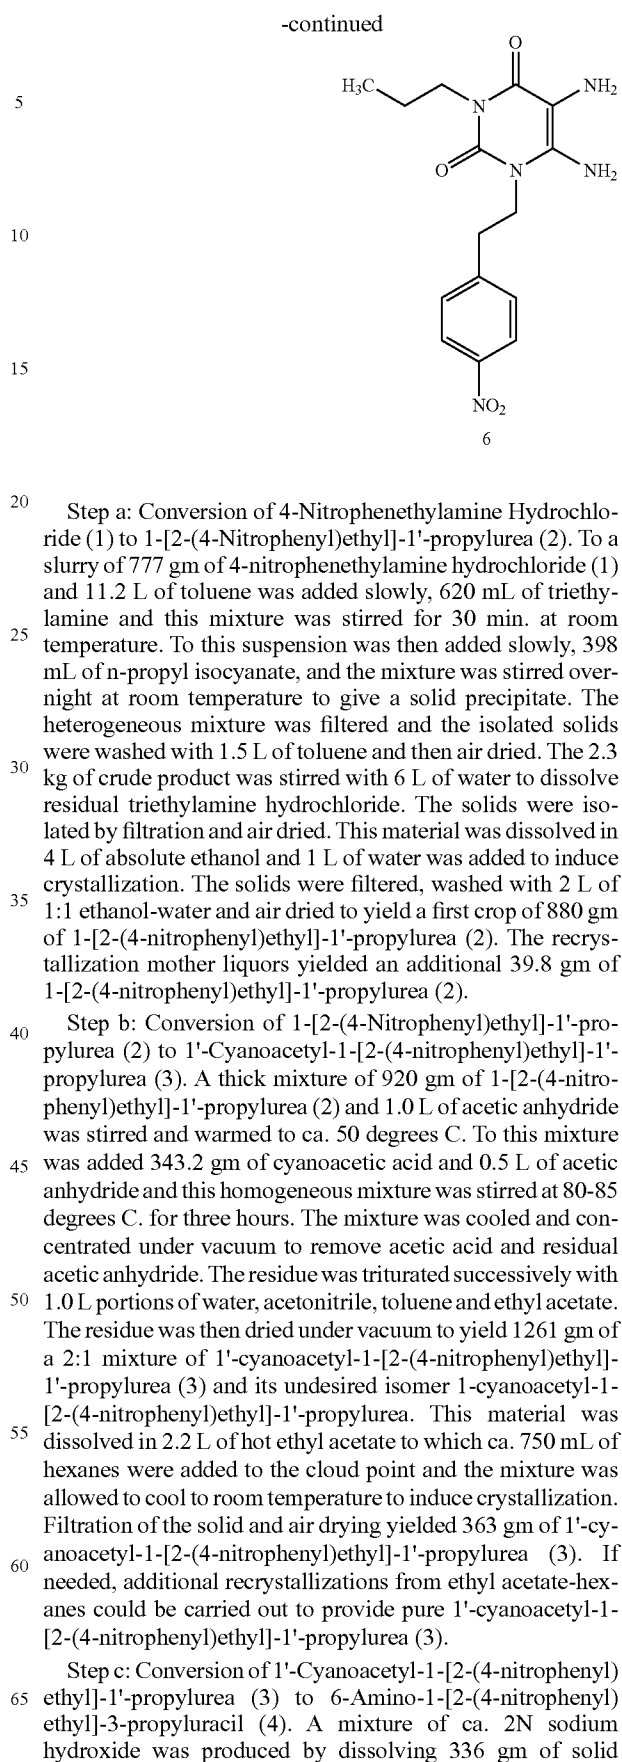 -continued
O
H3C
NH2
5
N
O
N
NH2
10
15
NO2
6
20
Step a: Conversion of 4-Nitrophenethylamine Hydrochlo-
ride (1) to 1-[2-(4-Nitrophenyl)ethyl]-1'-propylurea (2). To a
slurry of 777 gm of 4-nitrophenethylamine hydrochloride (1)
and 11.2 L of toluene was added slowly, 620 mL of triethy-
lamine and this mixture was stirred for 30 min. at room
25
temperature. To this suspension was then added slowly, 398
mL of n-propyl isocyanate, and the mixture was stirred over-
night at room temperature to give a solid precipitate. The
heterogeneous mixture was filtered and the isolated solids
were washed with 1.5 L of toluene and then air dried. The 2.3
30
kg of crude product was stirred with 6 L of water to dissolve
residual triethylamine hydrochloride. The solids were iso-
lated by filtration and air dried. This material was dissolved in
4 L of absolute ethanol and 1 L of water was added to induce
crystallization. The solids were filtered, washed with 2 L of
35
1:1 ethanol-water and air dried to yield a first crop of 880 gm
of 1-[2-(4-nitrophenyl)ethyl]-1'-propylurea (2). The recrys-
tallization mother liquors yielded an additional 39.8 gm of
1-[2-(4-nitrophenyl)ethyl]-1'-propylurea (2).
40
Step b: Conversion of 1-[2-(4-Nitrophenyl)ethyl]-1'-pro-
pylurea (2) to 1'-Cyanoacetyl-1-[2-(4-nitrophenyl)ethyl]-1'-
propylurea (3). A thick mixture of 920 gm of 1-[2-(4-nitro-
phenyl)ethyl]-1'-propylurea (2) and 1.0 L of acetic anhydride
was stirred and warmed to ca. 50 degrees C. To this mixture
45
was added 343.2 gm of cyanoacetic acid and 0.5 L of acetic
anhydride and this homogeneous mixture was stirred at 80-85
degrees C. for three hours. The mixture was cooled and con-
centrated under vacuum to remove acetic acid and residual
acetic anhydride. The residue was triturated successively with
50
1.0 L portions of water, acetonitrile, toluene and ethyl acetate.
The residue was then dried under vacuum to yield 1261 gm of
a 2:1 mixture of 1'-cyanoacetyl-1-[2-(4-nitrophenyl)ethyl]-
1'-propylurea (3) and its undesired isomer 1-cyanoacetyl-1-
[2-(4-nitrophenyl)ethyl]-1'-propylurea. This material was
55
dissolved in 2.2 L of hot ethyl acetate to which ca. 750 mL of
hexanes were added to the cloud point and the mixture was
allowed to cool to room temperature to induce crystallization.
Filtration of the solid and air drying yielded 363 gm of 1'-cy-
anoacetyl-1-[2-(4-nitrophenyl)ethyl]-1'-propylurea (3). If
60
needed, additional recrystallizations from ethyl acetate-hex-
anes could be carried out to provide pure 1'-cyanoacetyl-1-
[2-(4-nitrophenyl)ethyl]-1'-propylurea (3).
Step c: Conversion of 1'-Cyanoacetyl-1-[2-(4-nitrophenyl)
65
ethyl]-1'-propylurea (3) to 6-Amino-1-[2-(4-nitrophenyl)
ethyl]-3-propyluracil (4). A mixture of ca. 2N sodium
hydroxide was produced by dissolving 336 gm of solid